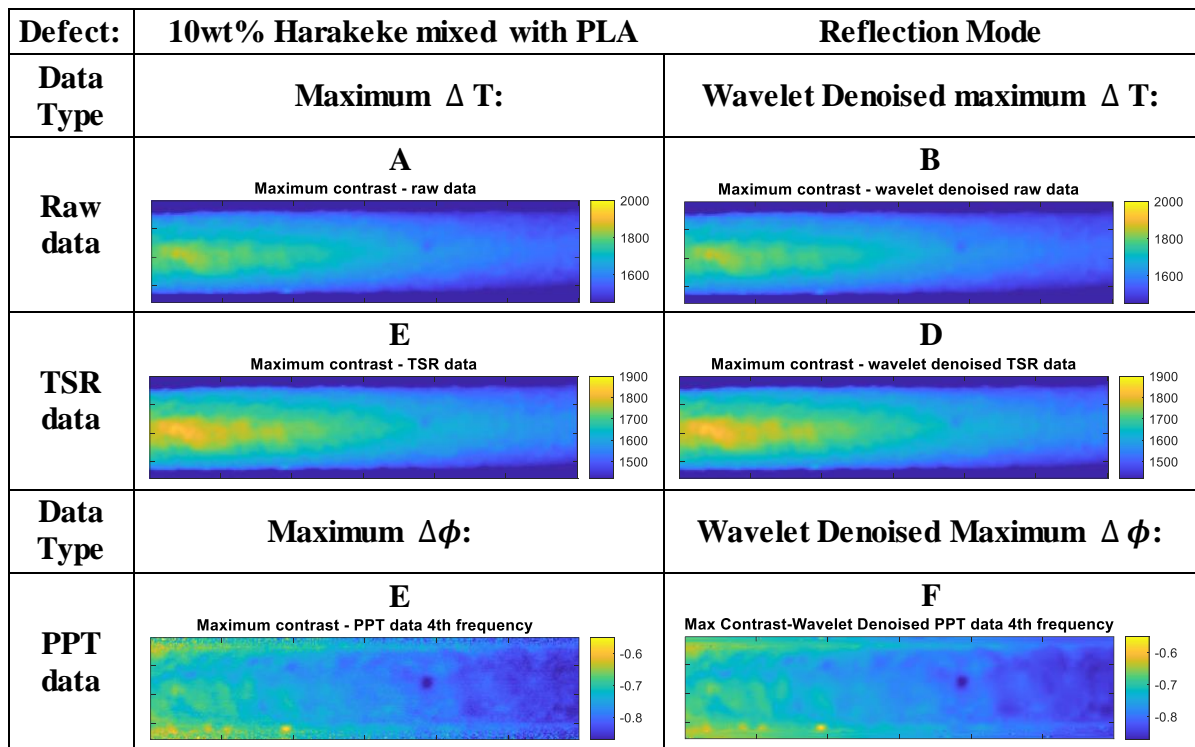 Defect: 10wt% Harakeke mixed with PLA Reflection Mode
Data
Type
Maximum Δ T:
Wavelet Denoised maximum Δ T:
Raw
data
A
Maximum contrast - raw data
2000
1800
1600
B
Maximum contrast - wavelet denoised raw data
2000
1800
1600
TSR
data
E
Maximum contrast - TSR data
1900
1800
1700
1600
1500
D
Maximum contrast - wavelet denoised TSR data
1900
1800
1700
1600
1500
Data
Type
Maximum Δϕ:
Wavelet Denoised Maximum Δ ϕ:
PPT
data
E
Maximum contrast - PPT data 4th frequency
-0.6
-0.7
-0.8
F
Max Contrast-Wavelet Denoised PPT data 4th frequency
-0.6
-0.7
-0.8